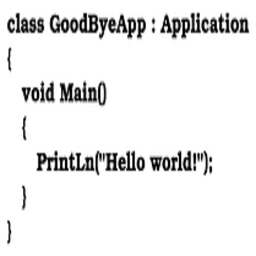 class GoodByeApp : Application
{
void Main()
{
PrintLn("Hello world!");
}
}